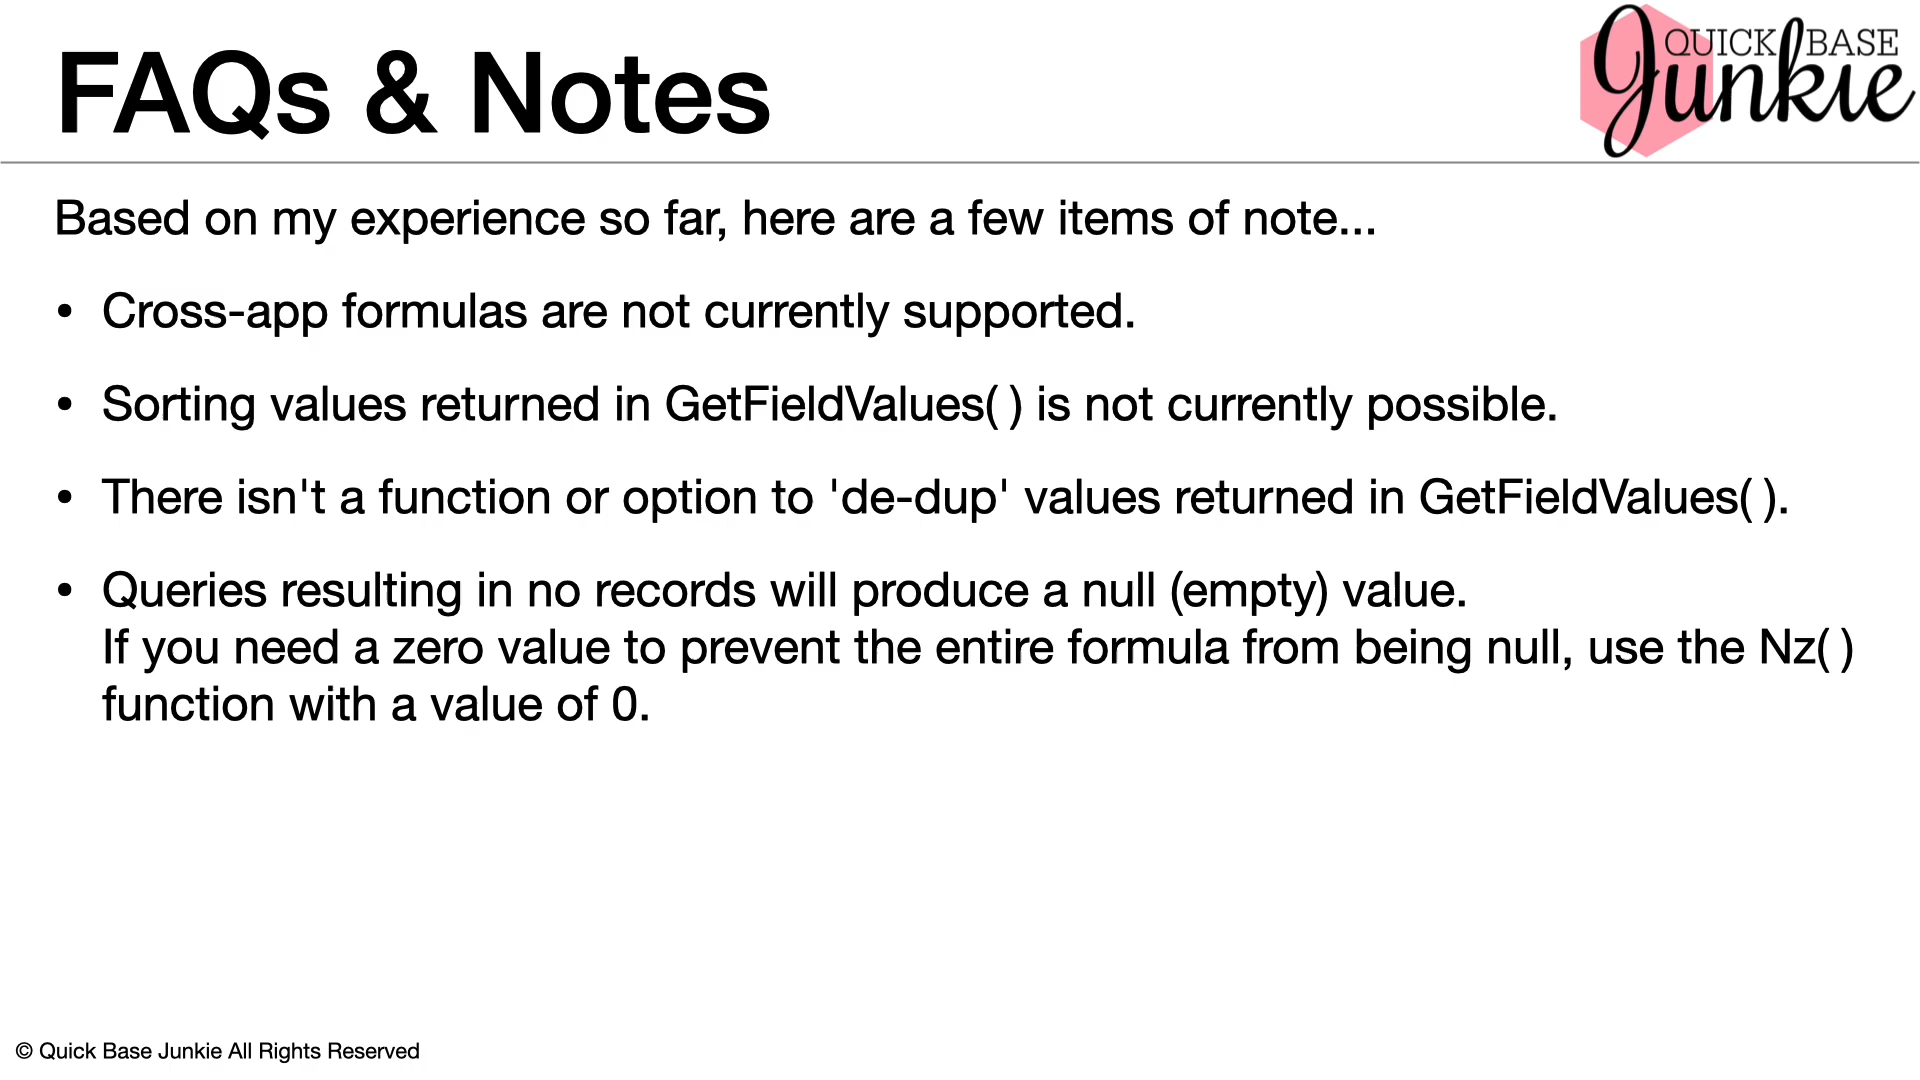 FAQs & Notes
QUICK BASE
Junkie
Based on my experience so far, here are a few items of note...
• Cross-app formulas are not currently supported.
• Sorting values returned in GetFieldValues( ) is not currently possible.
• There isn't a function or option to 'de-dup' values returned in GetFieldValues( ).
• Queries resulting in no records will produce a null (empty) value.
If you need a zero value to prevent the entire formula from being null, use the Nz( )
function with a value of 0.
© Quick Base Junkie All Rights Reserved